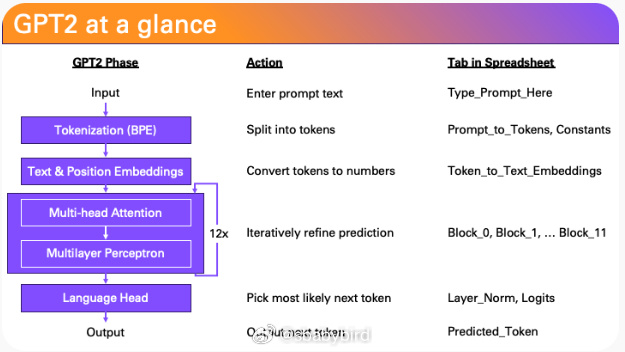 GPT2 at a glance
GPT2 Phase Action Tab in Spreadsheet
Input Enter prompt text Type_Prompt_Here
Tokenization (BPE) Split into tokens Prompt_to_Tokens, Constants
Text & Position Embeddings Convert tokens to numbers Token_to_Text_Embeddings
Multi-head Attention
12x Iteratively refine prediction Block_0, Block_1, ... Block_11
Multilayer Perceptron
Language Head Pick most likely next token Layer_Norm, Logits
Output Output next token Predicted_Token